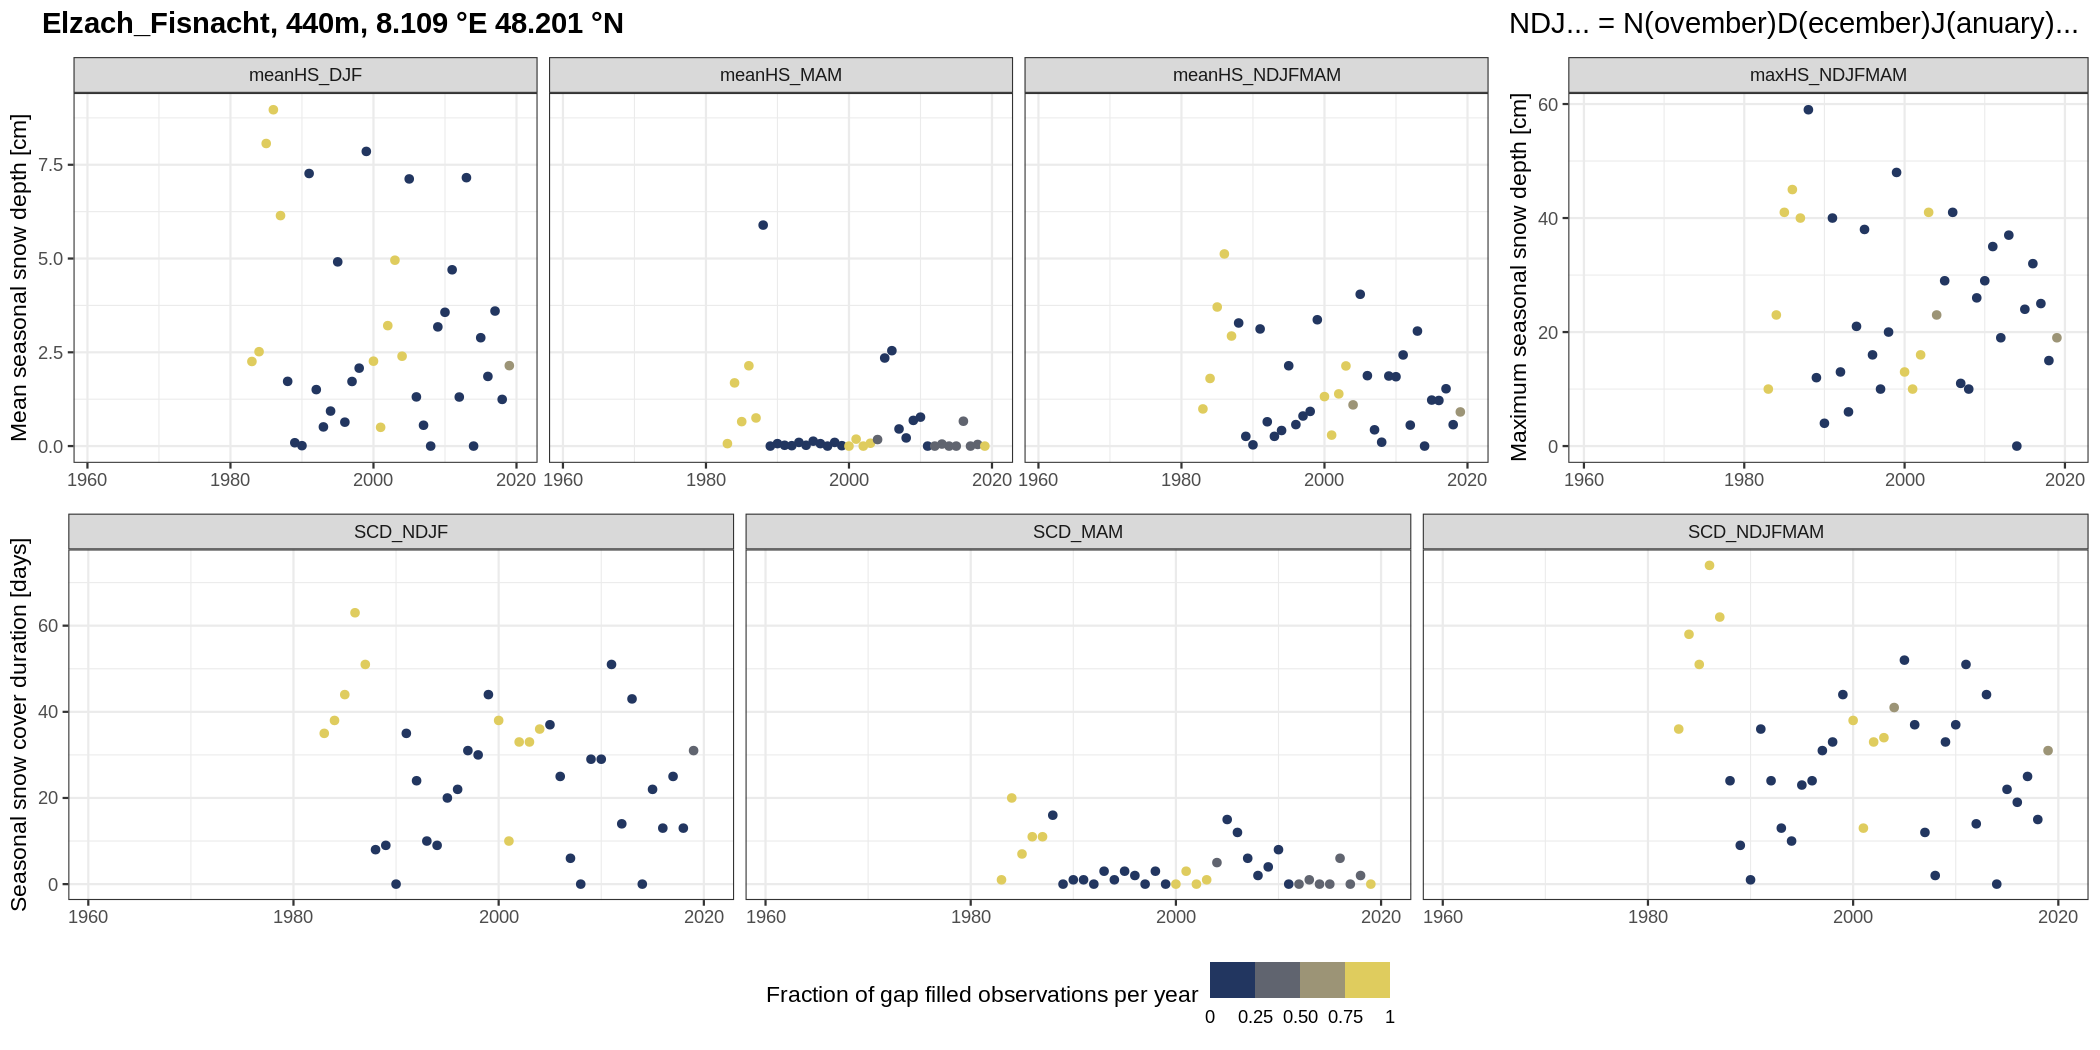 Elzach_Fisnacht, 440m, 8.109 °E 48.201 °N
NDJ... = N(ovember)D(ecember)J(anuary)...
meanHS_DJF
meanHS_MAM
meanHS_NDJFMAM
maxHS_NDJFMAM
Mean seasonal snow depth [cm]
7.5
5.0
2.5
0.0
1960 1980 2000 2020
1960 1980 2000 2020
1960 1980 2000 2020
Maximum seasonal snow depth [cm]
60
40
20
0
1960 1980 2000 2020
SCD_NDJF
SCD_MAM
SCD_NDJFMAM
Seasonal snow cover duration [days]
60
40
20
0
1960 1980 2000 2020
1960 1980 2000 2020
1960 1980 2000 2020
Fraction of gap filled observations per year
0 0.25 0.50 0.75 1